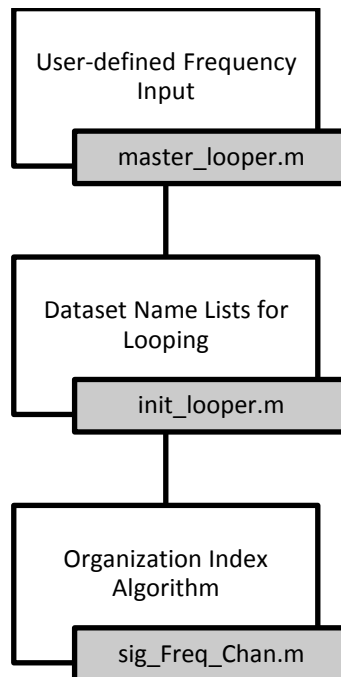 User-defined Frequency
Input
master_looper.m
Dataset Name Lists for
Looping
init_looper.m
Organization Index
Algorithm
sig_Freq_Chan.m